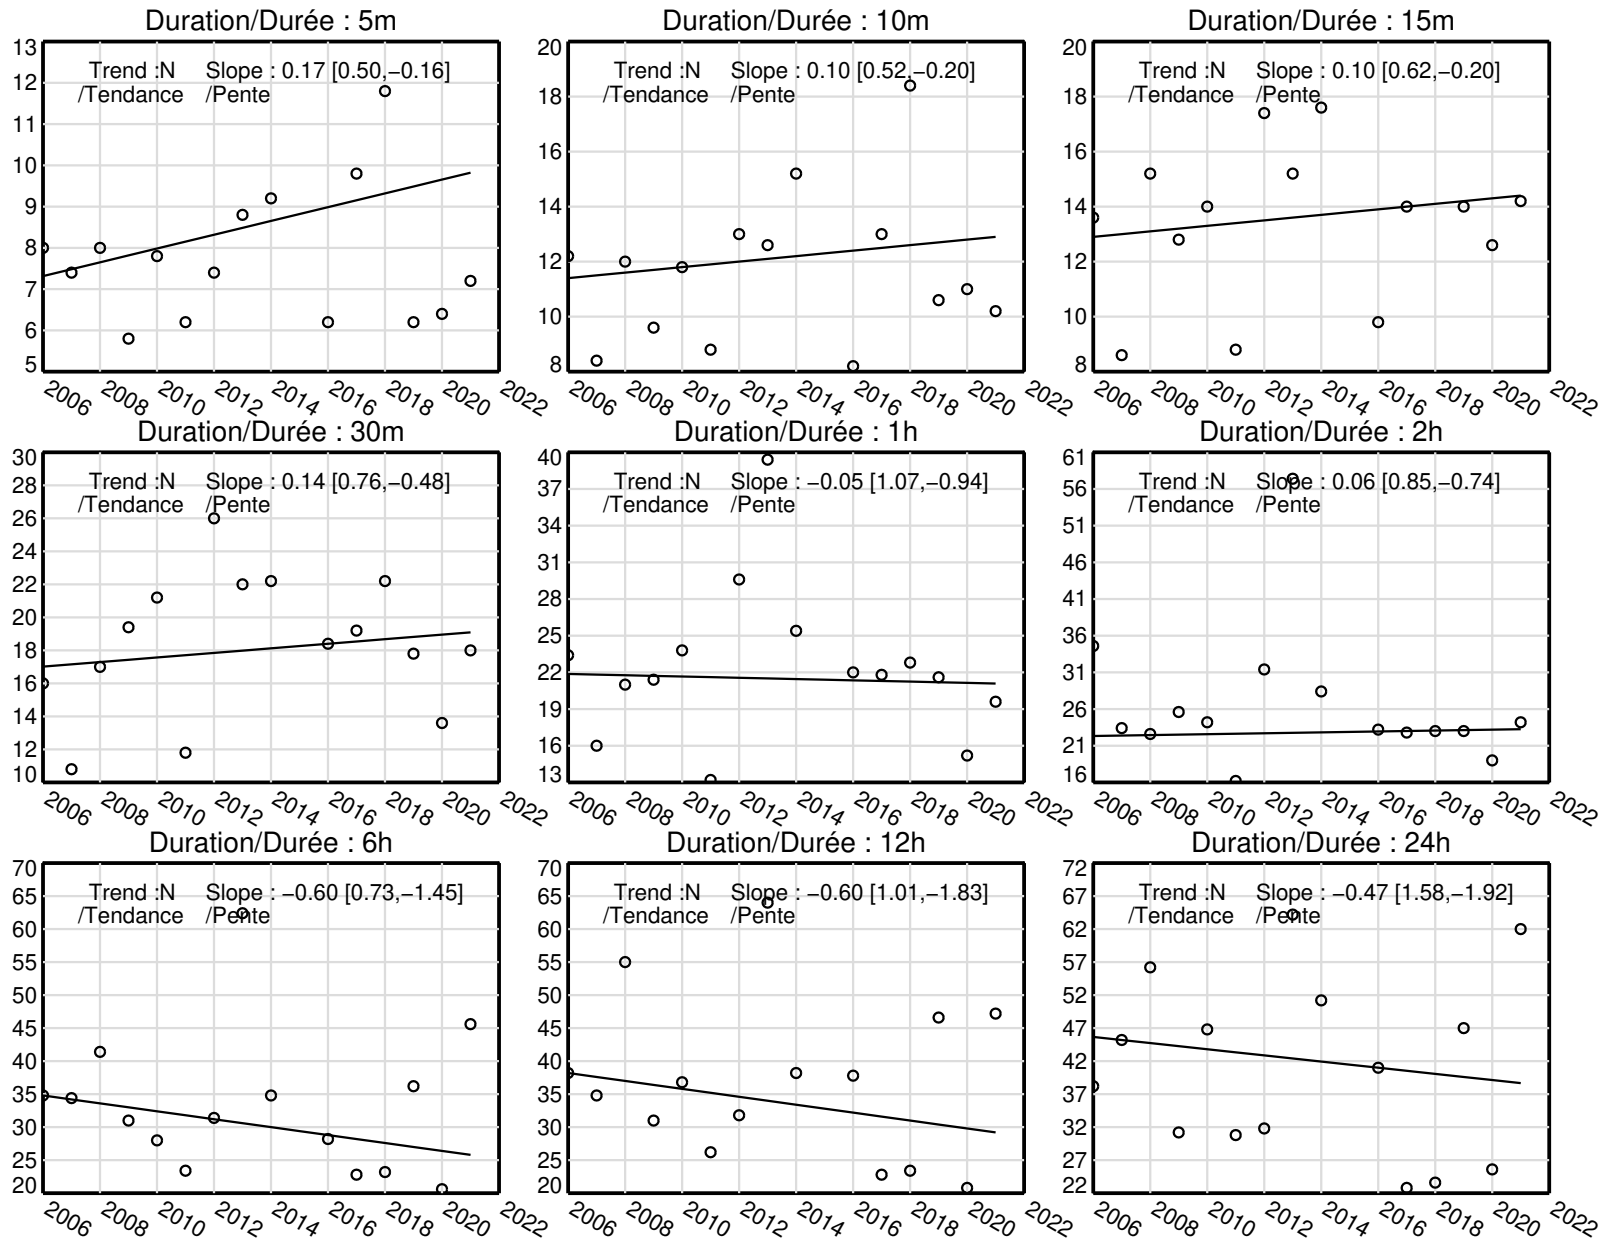 Duration/Durée : 5m
Duration/Durée : 10m
Duration/Durée : 15m
13
12
11
10
9
8
7
6
5
Trend :N Slope : 0.17 [0.50,−0.16]
/Tendance /Pente
2006 2008 2010 2012 2014 2016 2018 2020 2022
20
18
16
14
12
10
8
Trend :N Slope : 0.10 [0.52,−0.20]
/Tendance /Pente
2006 2008 2010 2012 2014 2016 2018 2020 2022
20
18
16
14
12
10
8
Trend :N Slope : 0.10 [0.62,−0.20]
/Tendance /Pente
2006 2008 2010 2012 2014 2016 2018 2020 2022
Duration/Durée : 30m
Duration/Durée : 1h
Duration/Durée : 2h
30
28
26
24
22
20
18
16
14
12
10
Trend :N Slope : 0.14 [0.76,−0.48]
/Tendance /Pente
2006 2008 2010 2012 2014 2016 2018 2020 2022
40
37
34
31
28
25
22
19
16
13
Trend :N Slope : −0.05 [1.07,−0.94]
/Tendance /Pente
2006 2008 2010 2012 2014 2016 2018 2020 2022
61
56
51
46
41
36
31
26
21
16
Trend :N Slope : 0.06 [0.85,−0.74]
/Tendance /Pente
2006 2008 2010 2012 2014 2016 2018 2020 2022
Duration/Durée : 6h
Duration/Durée : 12h
Duration/Durée : 24h
70
65
60
55
50
45
40
35
30
25
20
Trend :N Slope : −0.60 [0.73,−1.45]
/Tendance /Pente
2006 2008 2010 2012 2014 2016 2018 2020 2022
70
65
60
55
50
45
40
35
30
25
20
Trend :N Slope : −0.60 [1.01,−1.83]
/Tendance /Pente
2006 2008 2010 2012 2014 2016 2018 2020 2022
72
67
62
57
52
47
42
37
32
27
22
Trend :N Slope : −0.47 [1.58,−1.92]
/Tendance /Pente
2006 2008 2010 2012 2014 2016 2018 2020 2022